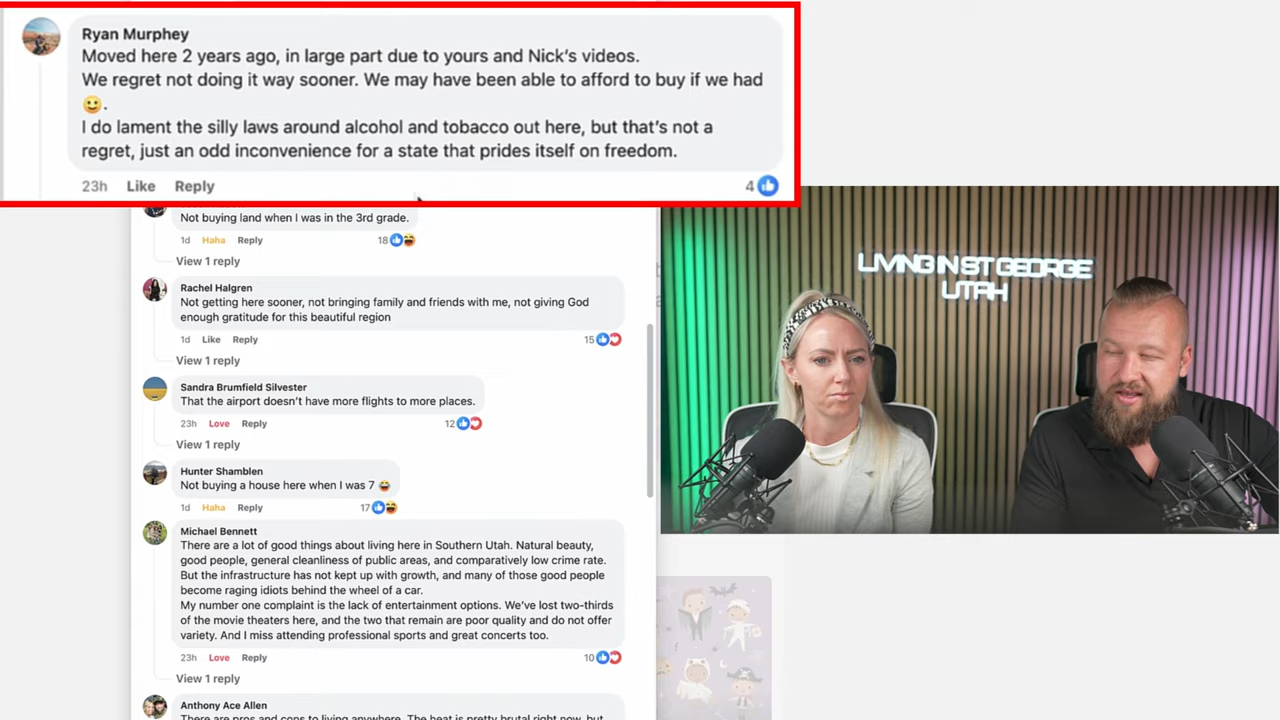 Ryan Murphey
Moved here 2 years ago, in large part due to yours and Nick's videos.
We regret not doing it way sooner. We may have been able to afford to buy if we had
😀.
I do lament the silly laws around alcohol and tobacco out here, but that's not a
regret, just an odd inconvenience for a state that prides itself on freedom.
23h Like Reply 4
Not buying land when I was in the 3rd grade.
1d Haha Reply 18
View 1 reply
Rachel Halgren
Not getting here sooner, not bringing family and friends with me, not giving God
enough gratitude for this beautiful region
1d Like Reply 15
View 1 reply
Sandra Brumfield Silvester
That the airport doesn't have more flights to more places.
23h Love Reply 12
View 1 reply
Hunter Shamblen
Not buying a house here when I was 7 😂
1d Haha Reply 17
Michael Bennett
There are a lot of good things about living here in Southern Utah. Natural beauty,
good people, general cleanliness of public areas, and comparatively low crime rate.
But the infrastructure has not kept up with growth, and many of those good people
become raging idiots behind the wheel of a car.
My number one complaint is the lack of entertainment options. We've lost two-thirds
of the movie theaters here, and the two that remain are poor quality and do not offer
variety. And I miss attending professional sports and great concerts too.
23h Love Reply 10
View 1 reply
Anthony Ace Allen
There are pros and cons to living anywhere. The heat is pretty brutal right now, but
LIVING IN ST GEORGE
UTAH